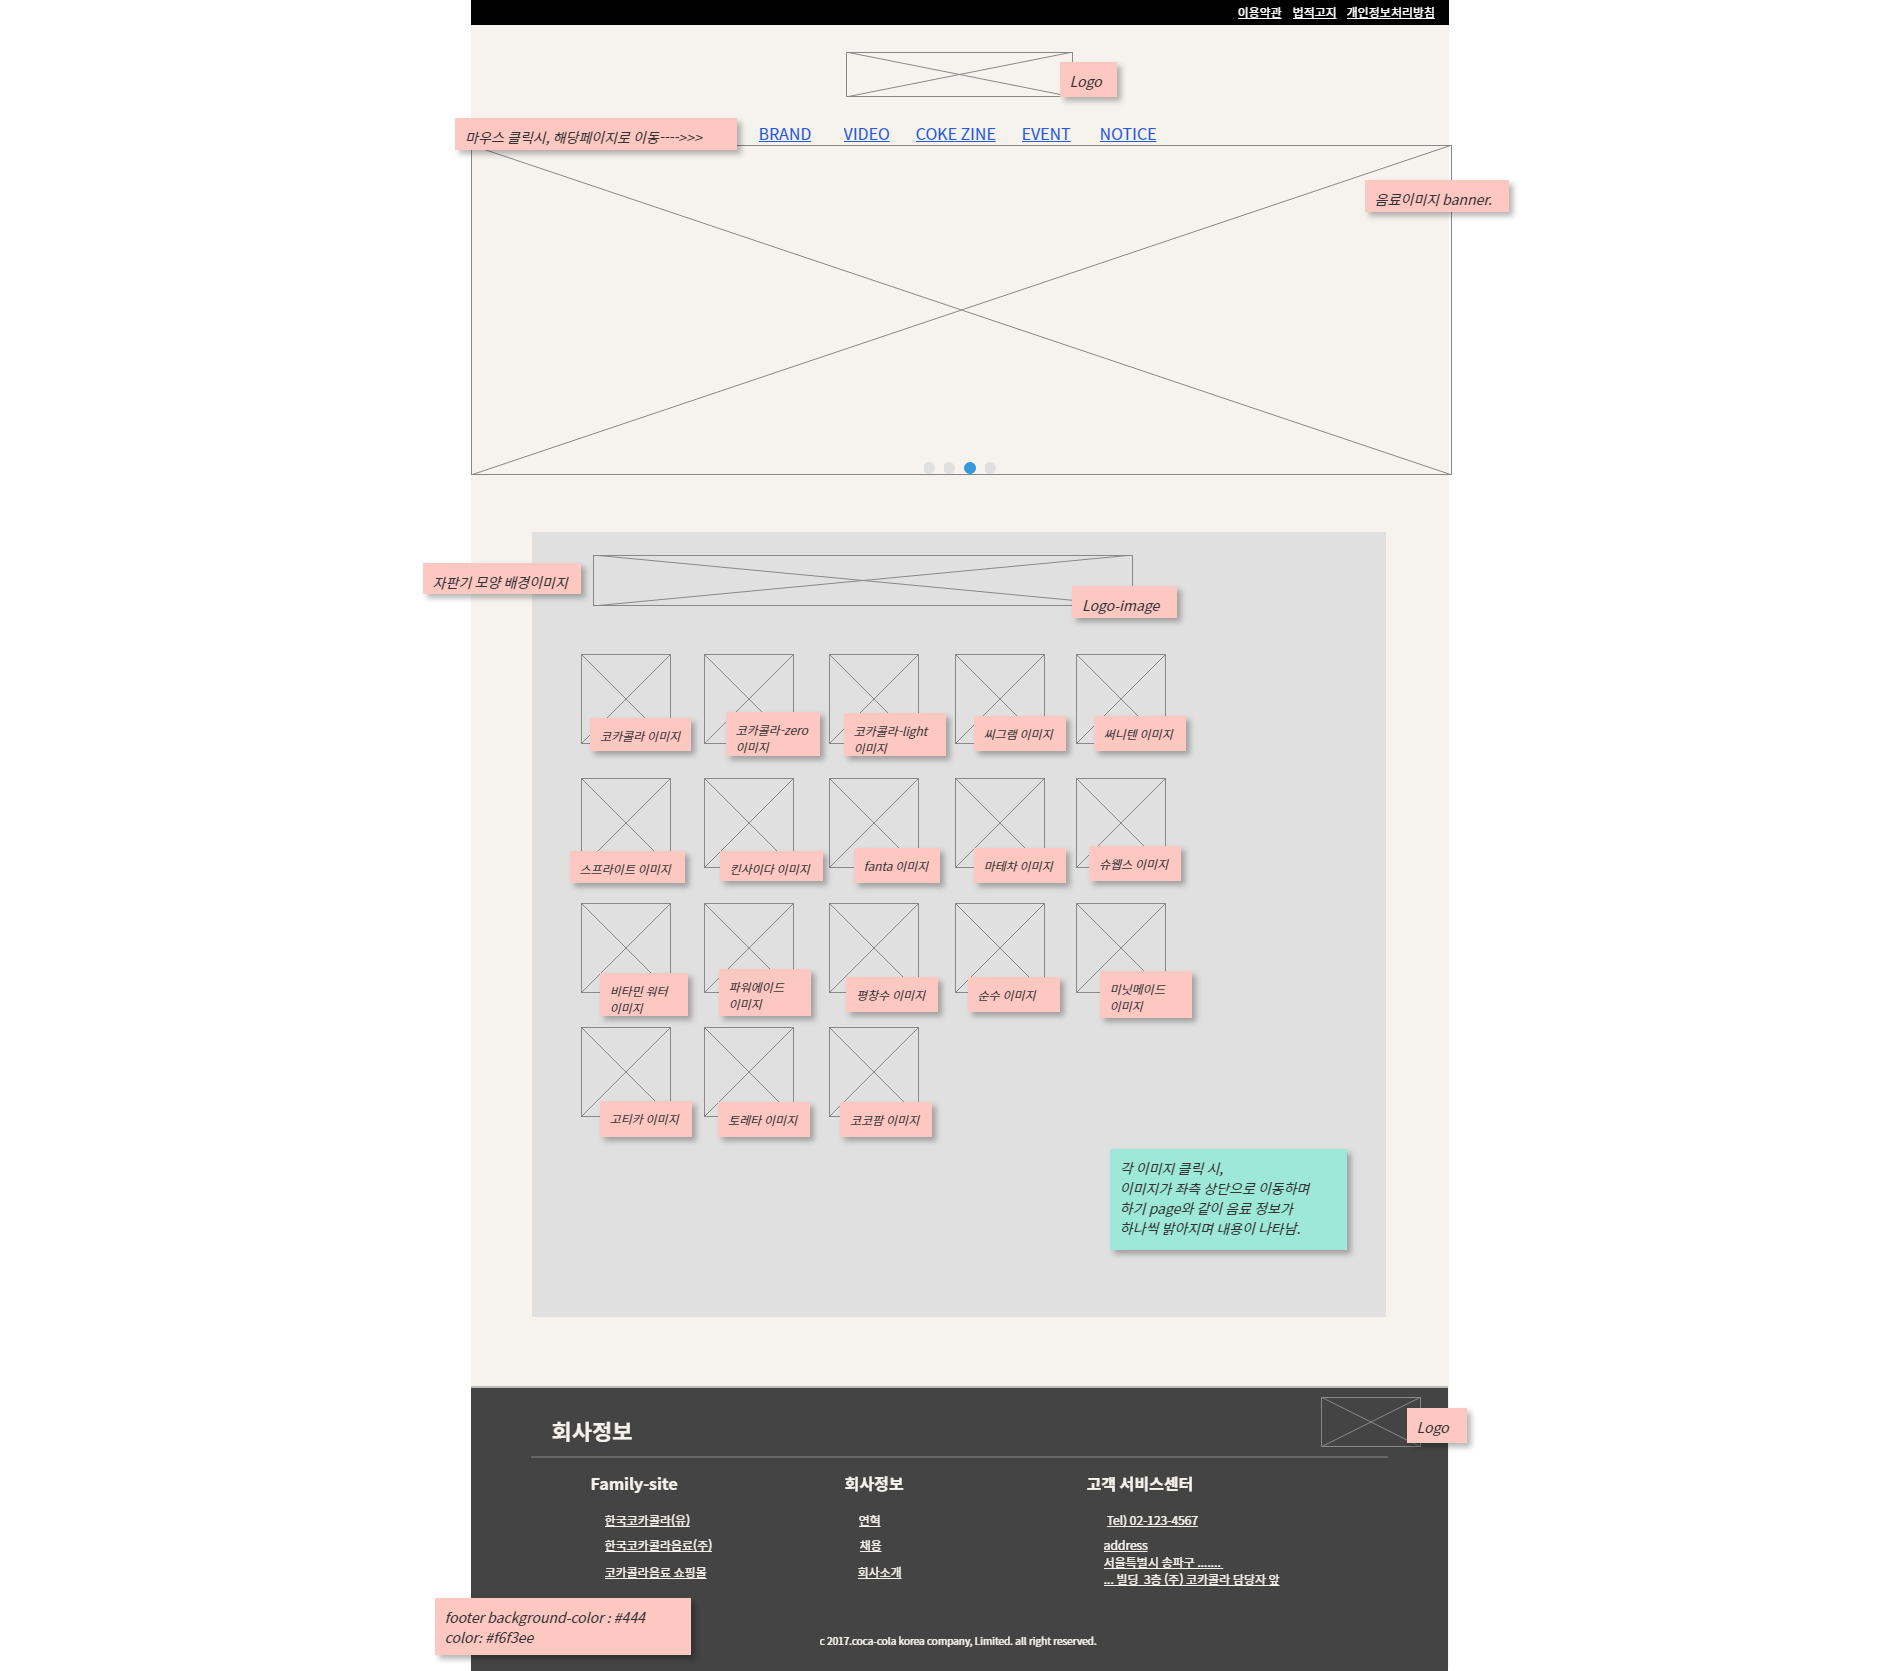 이용약관 법적고지 개인정보처리방침
Logo
마우스 클릭시, 해당페이지로 이동---->>>
BRAND VIDEO COKE ZINE EVENT NOTICE
음료이미지 banner.
자판기 모양 배경이미지
Logo-image
코카콜라 이미지
코카콜라-zero
이미지
코카콜라-light
이미지
씨그램 이미지
써니텐 이미지
스프라이트 이미지
킨사이다 이미지
fanta 이미지
마테차 이미지
슈웹스 이미지
비타민 워터
이미지
파워에이드
이미지
평창수 이미지
순수 이미지
미닛메이드
이미지
고티카 이미지
토레타 이미지
코코팜 이미지
각 이미지 클릭 시,
이미지가 좌측 상단으로 이동하며
하기 page와 같이 음료 정보가
하나씩 밝아지며 내용이 나타남.
회사정보
Logo
Family-site
한국코카콜라(유)
한국코카콜라음료(주)
코카콜라음료 쇼핑몰
회사정보
연혁
채용
회사소개
고객 서비스센터
Tel) 02-123-4567
address
서울특별시 송파구 .......
... 빌딩 3층 (주) 코카콜라 담당자 앞
footer background-color : #444
color: #f6f3ee
c 2017.coca-cola korea company, Limited. all right reserved.